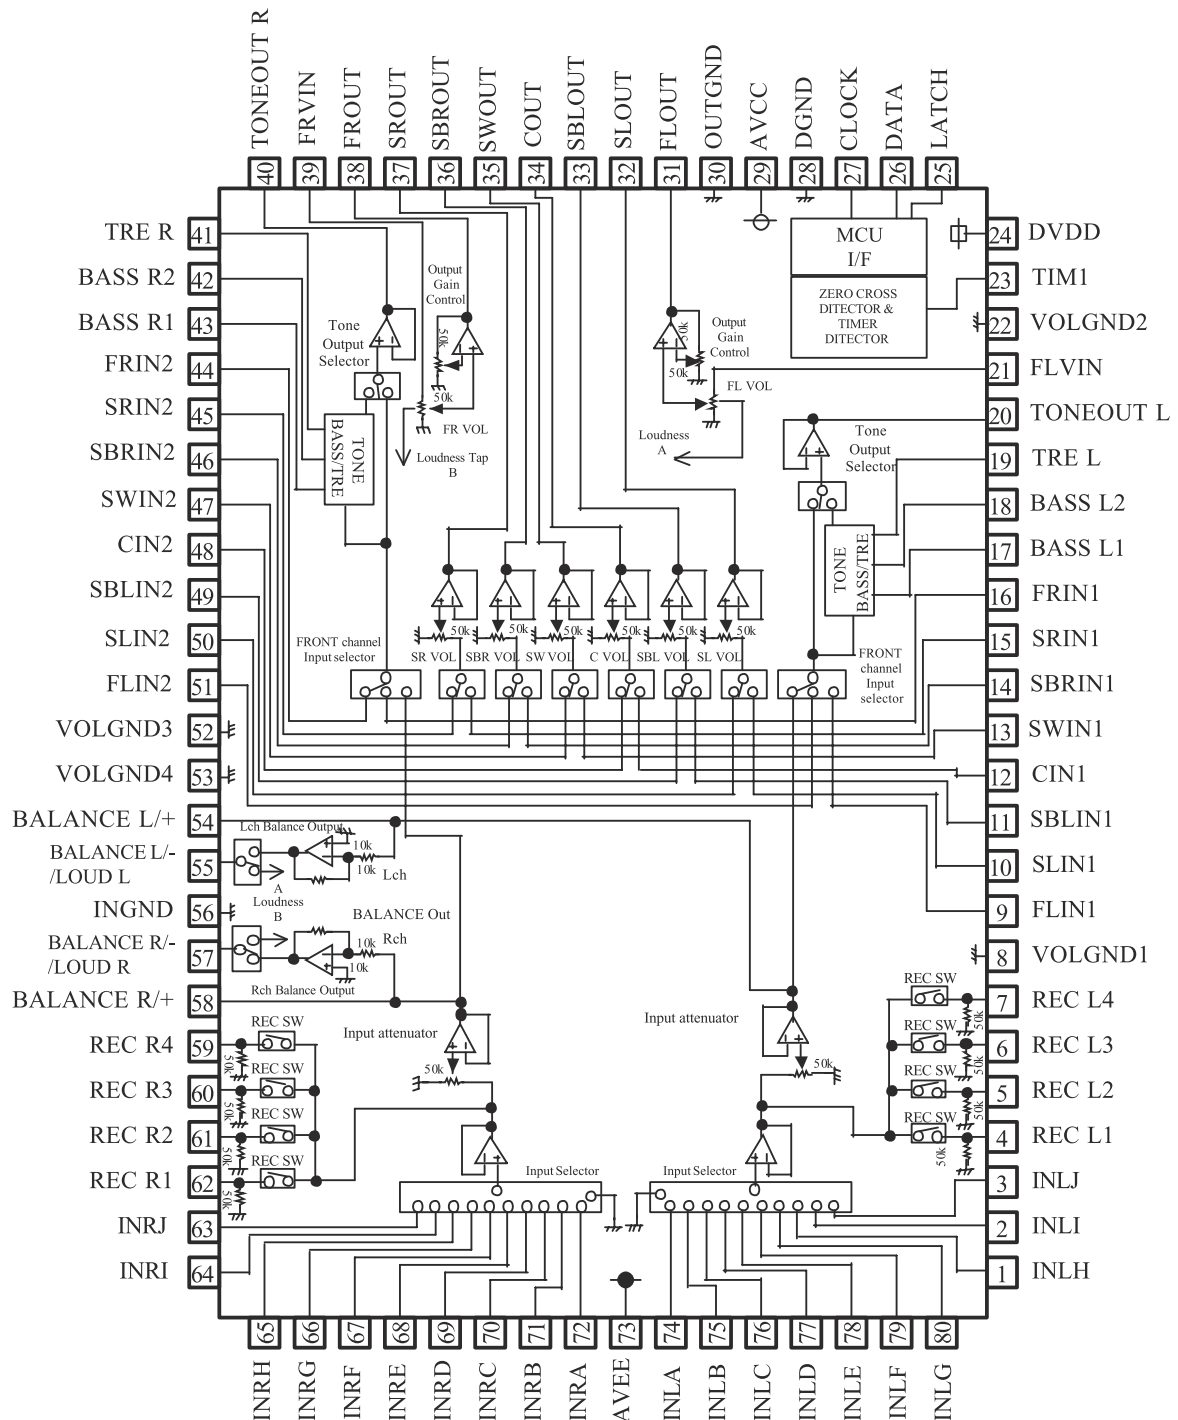 TONEOUT R
FRVIN
FROUT
SROUT
SBROUT
SWOUT
COUT
SBLOUT
SLOUT
FLOUT
OUTGND
AVCC
DGND
CLOCK
DATA
LATCH
40
39
38
37
36
35
34
33
32
31
30
29
28
27
26
25
TRE R 41
BASS R2 42
BASS R1 43
FRIN2 44
SRIN2 45
SBRIN2 46
SWIN2 47
CIN2 48
SBLIN2 49
SLIN2 50
FLIN2 51
VOLGND3 52
VOLGND4 53
BALANCE L/+ 54
BALANCE L/-
/LOUD L
55
INGND 56
BALANCE R/-
/LOUD R
57
BALANCE R/+ 58
REC R4 59
REC R3 60
REC R2 61
REC R1 62
INRJ 63
INRI 64
24 DVDD
23 TIM1
22 VOLGND2
21 FLVIN
20 TONEOUT L
19 TRE L
18 BASS L2
17 BASS L1
16 FRIN1
15 SRIN1
14 SBRIN1
13 SWIN1
12 CIN1
11 SBLIN1
10 SLIN1
9 FLIN1
8 VOLGND1
7 REC L4
6 REC L3
5 REC L2
4 REC L1
3 INLJ
2 INLI
1 INLH
MCU
I/F
ZERO CROSS
DITECTOR &
TIMER
DITECTOR
Output
Gain
Control
50k
50k
Tone
Output
Selector
FR VOL
Loudness Tap
B
TONE
BASS/TRE
Output
Gain
Control
50k
50k
FL VOL
Loudness
A
Tone
Output
Selector
TONE
BASS/TRE
50k
50k
50k
50k
50k
50k
SR VOL
SBR VOL
SW VOL
C VOL
SBL VOL
SL VOL
FRONT channel
Input selector
FRONT
channel
Input
selector
Lch Balance Output
10k
10k
Lch
A
Loudness
B
BALANCE Out
Rch
10k
10k
Rch Balance Output
Input attenuator
50k
Input attenuator
50k
REC SW
50k
REC SW
50k
REC SW
50k
REC SW
50k
REC SW
50k
REC SW
50k
REC SW
REC SW
50k
Input Selector
Input Selector
65
66
67
68
69
70
71
72
73
74
75
76
77
78
79
80
INRH
INRG
INRF
INRE
INRD
INRC
INRB
INRA
AVEE
INLA
INLB
INLC
INLD
INLE
INLF
INLG